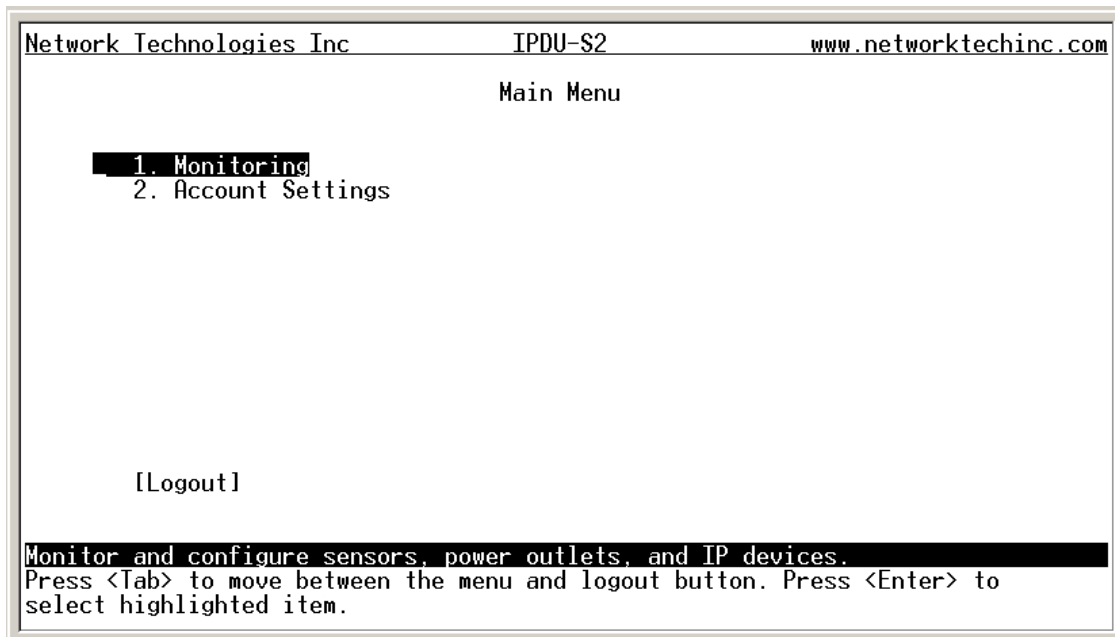 Network Technologies Inc IPDU-S2 www.networktechinc.com
Main Menu
1. Monitoring
2. Account Settings
[Logout]
Monitor and configure sensors, power outlets, and IP devices.
Press <Tab> to move between the menu and logout button. Press <Enter> to
select highlighted item.